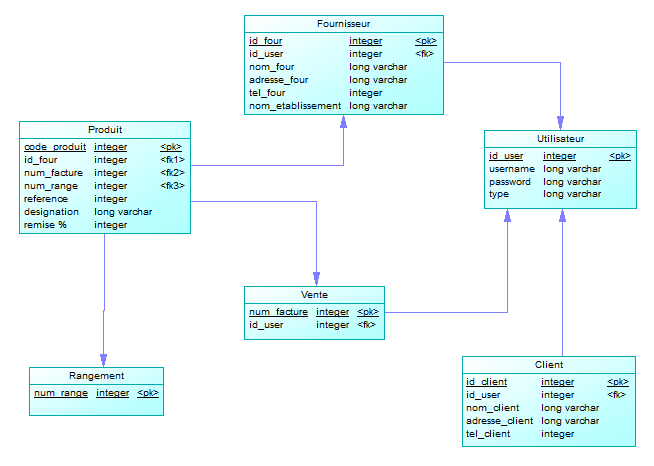 Fournisseur
id_four integer <pk>
id_user integer <fk>
nom_four long varchar
adresse_four long varchar
tel_four integer
nom_etablissement long varchar
Produit
code_produit integer <pk>
id_four integer <fk1>
num_facture integer <fk2>
num_range integer <fk3>
reference integer
designation long varchar
remise % integer
Utilisateur
id_user integer <pk>
username long varchar
password long varchar
type long varchar
Vente
num_facture integer <pk>
id_user integer <fk>
Rangement
num_range integer <pk>
Client
id_client integer <pk>
id_user integer <fk>
nom_client long varchar
adresse_client long varchar
tel_client integer